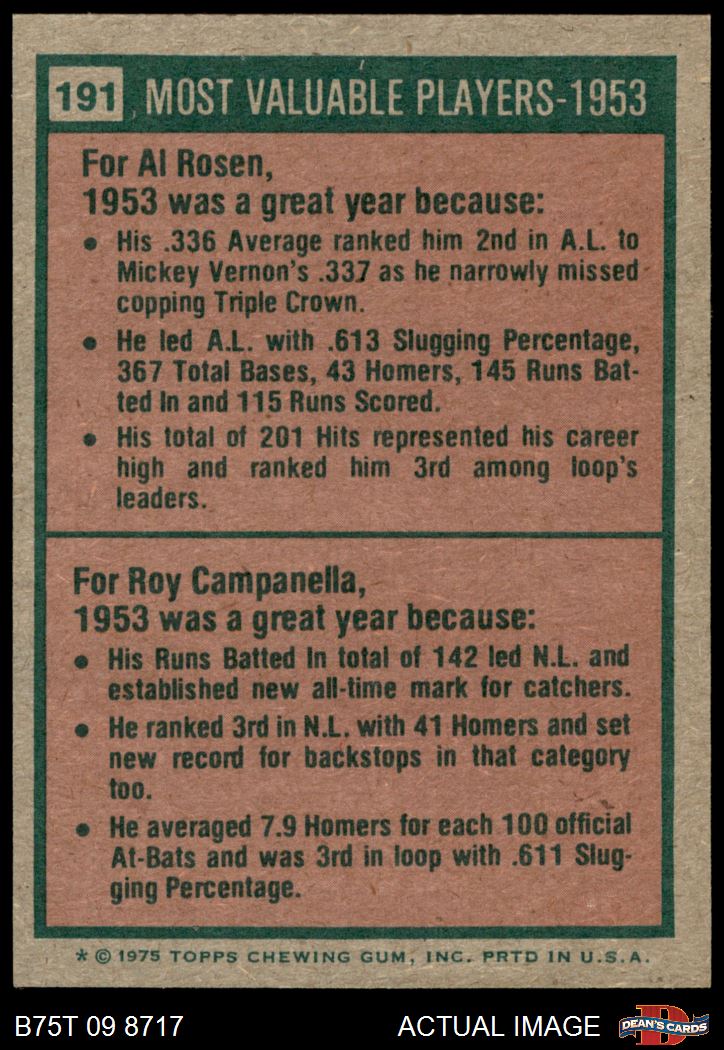 191 MOST VALUABLE PLAYERS-1953
For Al Rosen,
1953 was a great year because:
• His .336 Average ranked him 2nd in A.L. to
Mickey Vernon's .337 as he narrowly missed
copping Triple Crown.
• He led A.L. with .613 Slugging Percentage,
367 Total Bases, 43 Homers, 145 Runs Bat-
ted In and 115 Runs Scored.
• His total of 201 Hits represented his career
high and ranked him 3rd among loop's
leaders.
For Roy Campanella,
1953 was a great year because:
• His Runs Batted In total of 142 led N.L. and
established new all-time mark for catchers.
• He ranked 3rd in N.L. with 41 Homers and set
new record for backstops in that category
too.
• He averaged 7.9 Homers for each 100 official
At-Bats and was 3rd in loop with .611 Slug-
ging Percentage.
* © 1975 TOPPS CHEWING GUM, INC. PRTD IN U.S.A.
B75T 09 8717 ACTUAL IMAGE D DEAN'S CARDS